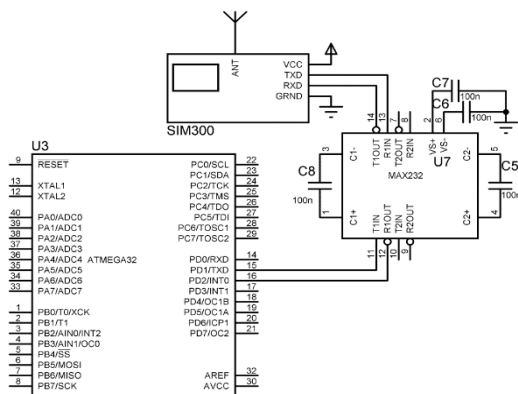 ANT
VCC
TXD
RXD
GRND
SIM300
14
13
7
8
2
6
T1OUT
R1IN
T2OUT
R2IN
VS+
VS-
C7
100n
C6
100n
U7
MAX232
3
C1-
C8
100n
1
C1+
5
C2-
C5
100n
4
C2+
T1IN
R1OUT
T2IN
R2OUT
11
12
10
9
U3
9 RESET PC0/SCL 22
PC1/SDA 23
13 XTAL1 PC2/TCK 24
12 XTAL2 PC3/TMS 25
PC4/TDO 26
40 PA0/ADC0 PC5/TDI 27
39 PA1/ADC1 PC6/TOSC1 28
38 PA2/ADC2 PC7/TOSC2 29
37 PA3/ADC3
36 PA4/ADC4 ATMEGA32 PD0/RXD 14
35 PA5/ADC5 PD1/TXD 15
34 PA6/ADC6 PD2/INT0 16
33 PA7/ADC7 PD3/INT1 17
PD4/OC1B 18
1 PB0/T0/XCK PD5/OC1A 19
2 PB1/T1 PD6/ICP1 20
3 PB2/AIN0/INT2 PD7/OC2 21
4 PB3/AIN1/OC0
5 PB4/SS
6 PB5/MOSI
7 PB6/MISO AREF 32
8 PB7/SCK AVCC 30